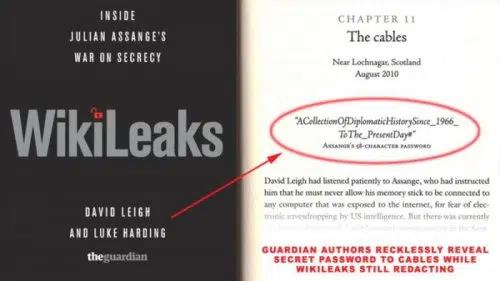 INSIDE
JULIAN ASSANGE'S
WAR ON SECRECY
WikiLeaks
DAVID LEIGH
AND LUKE HARDING
theguardian
CHAPTER 11
The cables
Near Lochnagar, Scotland
August 2010
"ACollectionOfDiplomaticHistorySince_1966_
ToThe_PresentDay#"
ASSANGE'S 58-CHARACTER PASSWORD
David Leigh had listened patiently to Assange, who had instructed
him that he must never allow his memory stick to be connected to
any computer that was exposed to the internet, for fear of elec-
tronic eavesdropping by US intelligence. But there was currently
GUARDIAN AUTHORS RECKLESSLY REVEAL
SECRET PASSWORD TO CABLES WHILE
WIKILEAKS STILL REDACTING